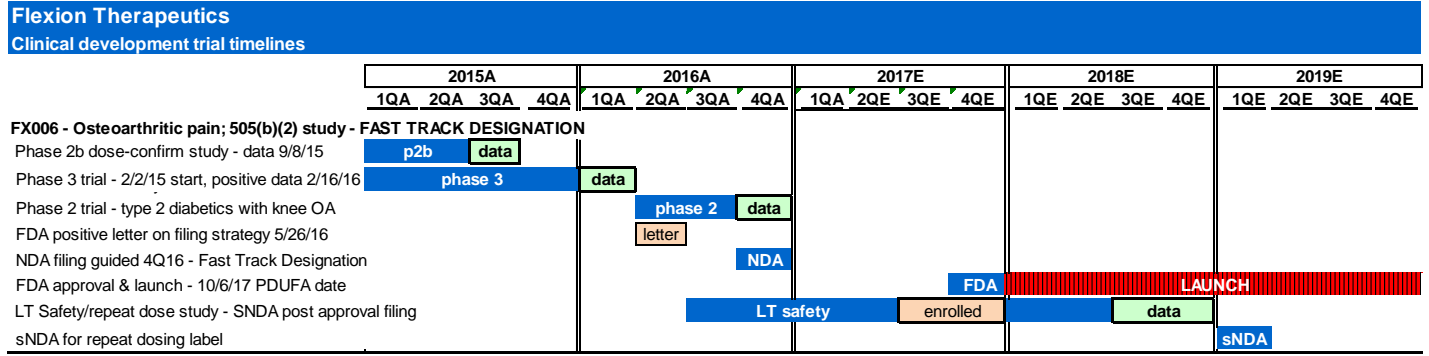 Flexion Therapeutics
Clinical development trial timelines
2015A 2016A 2017E 2018E 2019E
1QA 2QA 3QA 4QA 1QA 2QA 3QA 4QA 1QA 2QE 3QE 4QE 1QE 2QE 3QE 4QE 1QE 2QE 3QE 4QE
FX006 - Osteoarthritic pain; 505(b)(2) study - FAST TRACK DESIGNATION
Phase 2b dose-confirm study - data 9/8/15 p2b data
Phase 3 trial - 2/2/15 start, positive data 2/16/16 phase 3 data
Phase 2 trial - type 2 diabetics with knee OA phase 2 data
FDA positive letter on filing strategy 5/26/16 letter
NDA filing guided 4Q16 - Fast Track Designation NDA
FDA approval & launch - 10/6/17 PDUFA date FDA LAUNCH
LT Safety/repeat dose study - SNDA post approval filing LT safety enrolled data
sNDA for repeat dosing label sNDA